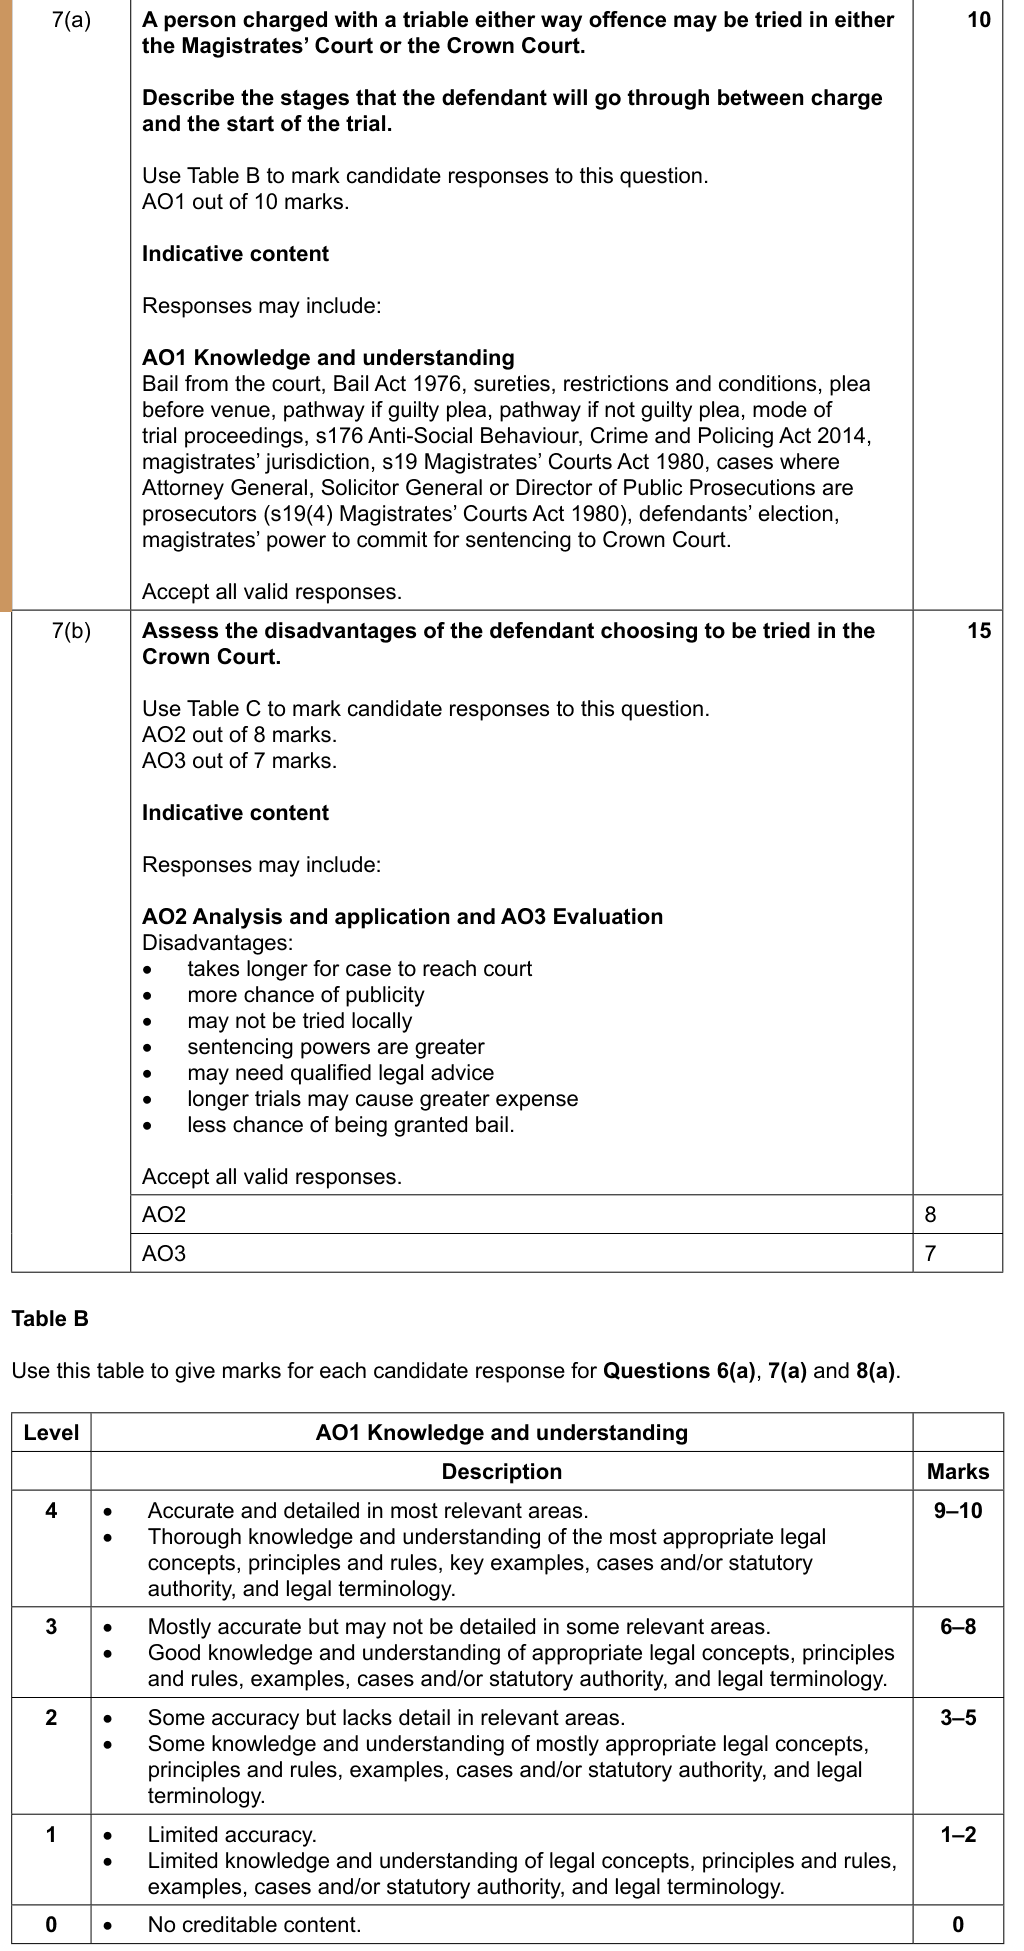 7(a)
A person charged with a triable either way offence may be tried in either
the Magistrates’ Court or the Crown Court.
10
Describe the stages that the defendant will go through between charge
and the start of the trial.
Use Table B to mark candidate responses to this question.
AO1 out of 10 marks.
Indicative content
Responses may include:
AO1 Knowledge and understanding
Bail from the court, Bail Act 1976, sureties, restrictions and conditions, plea
before venue, pathway if guilty plea, pathway if not guilty plea, mode of
trial proceedings, s176 Anti-Social Behaviour, Crime and Policing Act 2014,
magistrates’ jurisdiction, s19 Magistrates’ Courts Act 1980, cases where
Attorney General, Solicitor General or Director of Public Prosecutions are
prosecutors (s19(4) Magistrates’ Courts Act 1980), defendants’ election,
magistrates’ power to commit for sentencing to Crown Court.
Accept all valid responses.
7(b)
Assess the disadvantages of the defendant choosing to be tried in the
Crown Court.
15
Use Table C to mark candidate responses to this question.
AO2 out of 8 marks.
AO3 out of 7 marks.
Indicative content
Responses may include:
AO2 Analysis and application and AO3 Evaluation
Disadvantages:
• takes longer for case to reach court
• more chance of publicity
• may not be tried locally
• sentencing powers are greater
• may need qualified legal advice
• longer trials may cause greater expense
• less chance of being granted bail.
Accept all valid responses.
AO2 8
AO3 7
Table B
Use this table to give marks for each candidate response for Questions 6(a), 7(a) and 8(a).
Level AO1 Knowledge and understanding
Description Marks
4 • Accurate and detailed in most relevant areas. 9–10
• Thorough knowledge and understanding of the most appropriate legal
concepts, principles and rules, key examples, cases and/or statutory
authority, and legal terminology.
3 • Mostly accurate but may not be detailed in some relevant areas. 6–8
• Good knowledge and understanding of appropriate legal concepts, principles
and rules, examples, cases and/or statutory authority, and legal terminology.
2 • Some accuracy but lacks detail in relevant areas. 3–5
• Some knowledge and understanding of mostly appropriate legal concepts,
principles and rules, examples, cases and/or statutory authority, and legal
terminology.
1 • Limited accuracy. 1–2
• Limited knowledge and understanding of legal concepts, principles and rules,
examples, cases and/or statutory authority, and legal terminology.
0 • No creditable content. 0